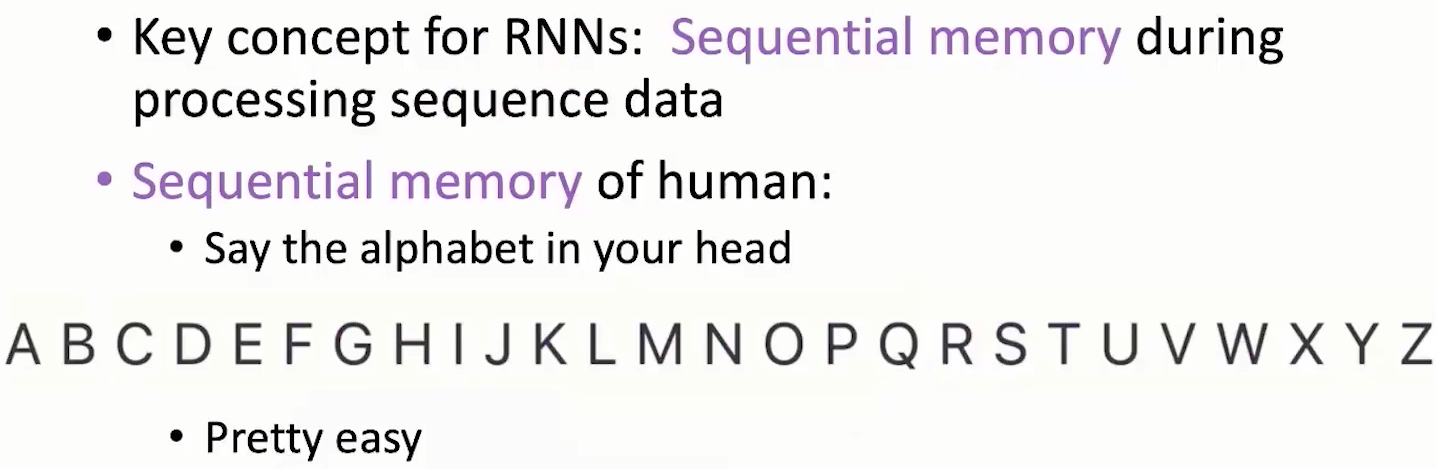 • Key concept for RNNs: Sequential memory during
processing sequence data
• Sequential memory of human:
• Say the alphabet in your head
A B C D E F G H I J K L M N O P Q R S T U V W X Y Z
• Pretty easy